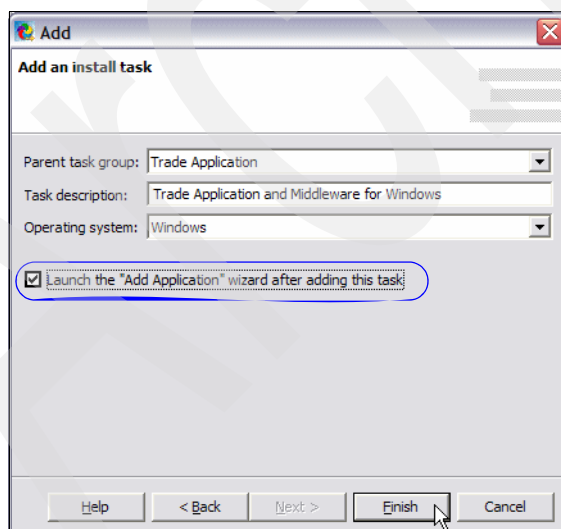 Add
Add an install task
Parent task group: Trade Application
Task description: Trade Application and Middleware for Windows
Operating system: Windows
Launch the "Add Application" wizard after adding this task
Help < Back Next > Finish Cancel